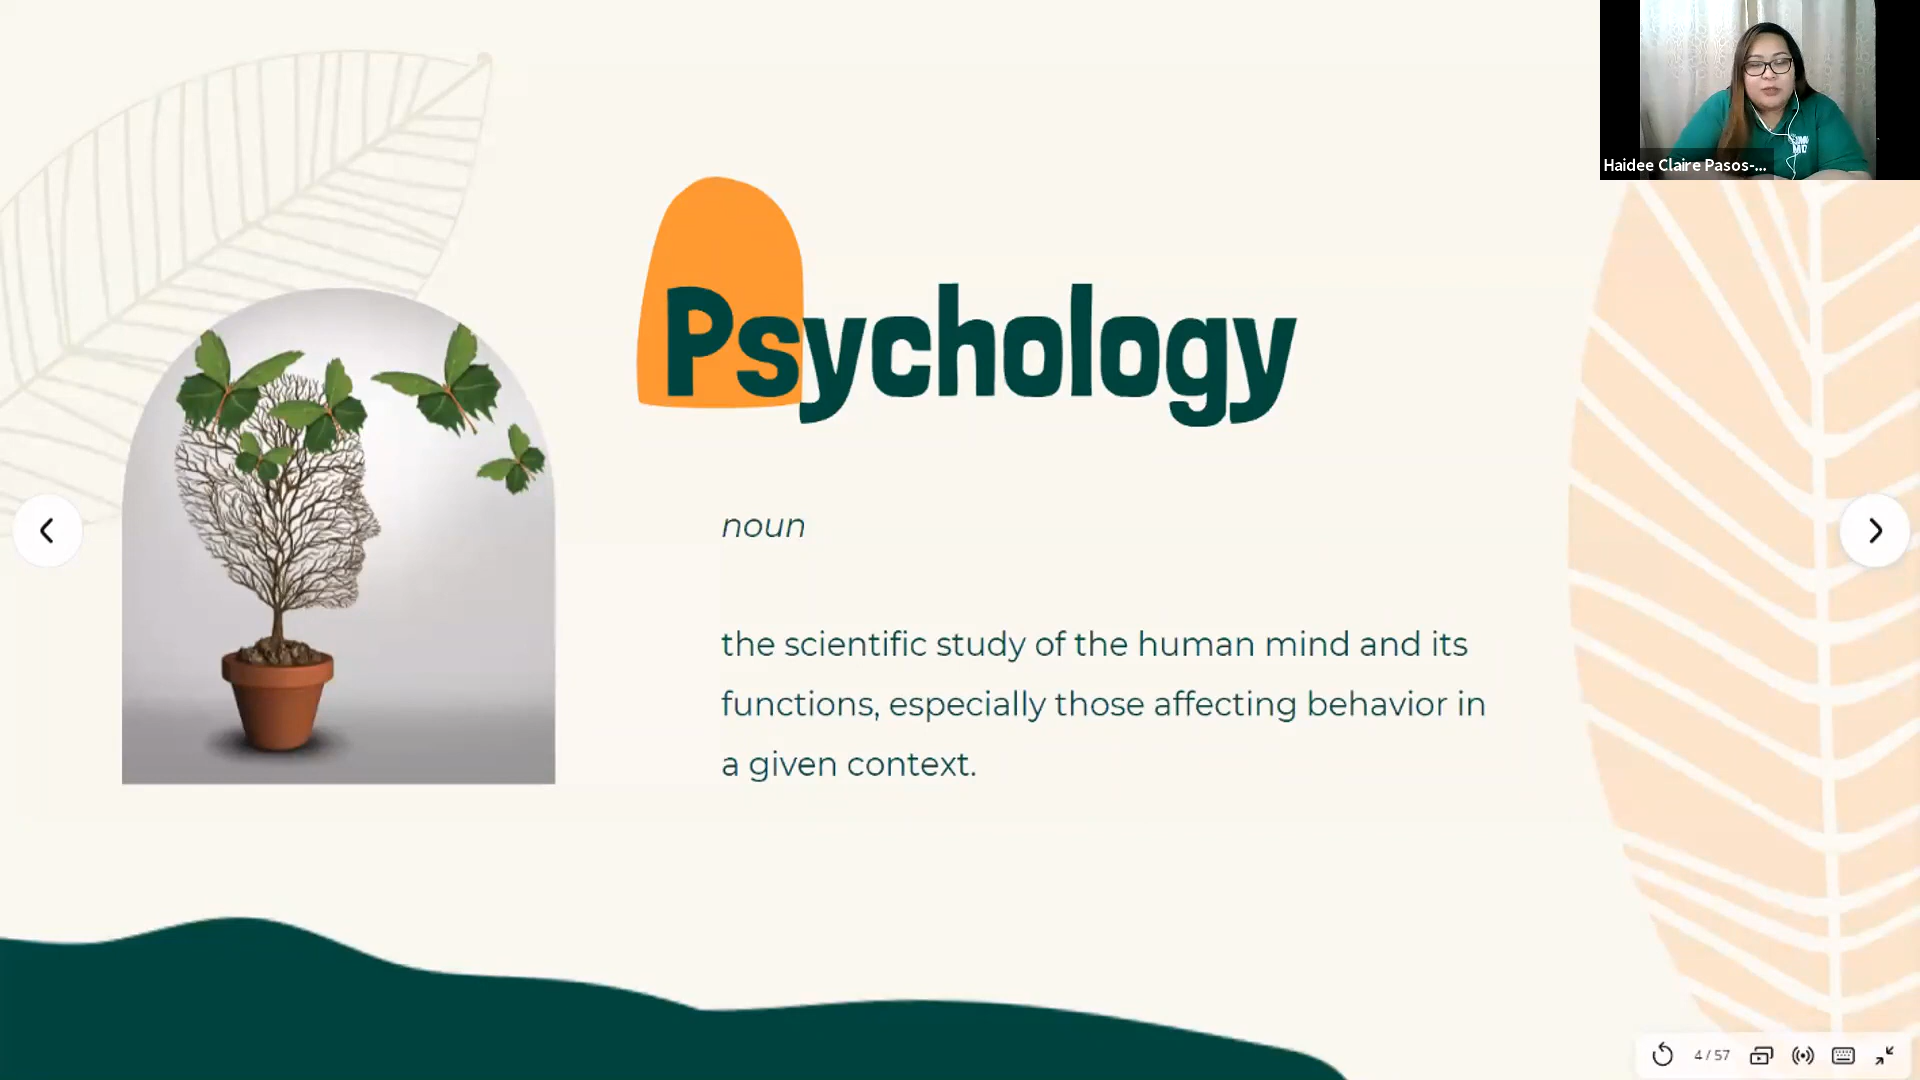 Haidee Claire Pasos-...
Psychology
noun
the scientific study of the human mind and its
functions, especially those affecting behavior in
a given context.
4 / 57